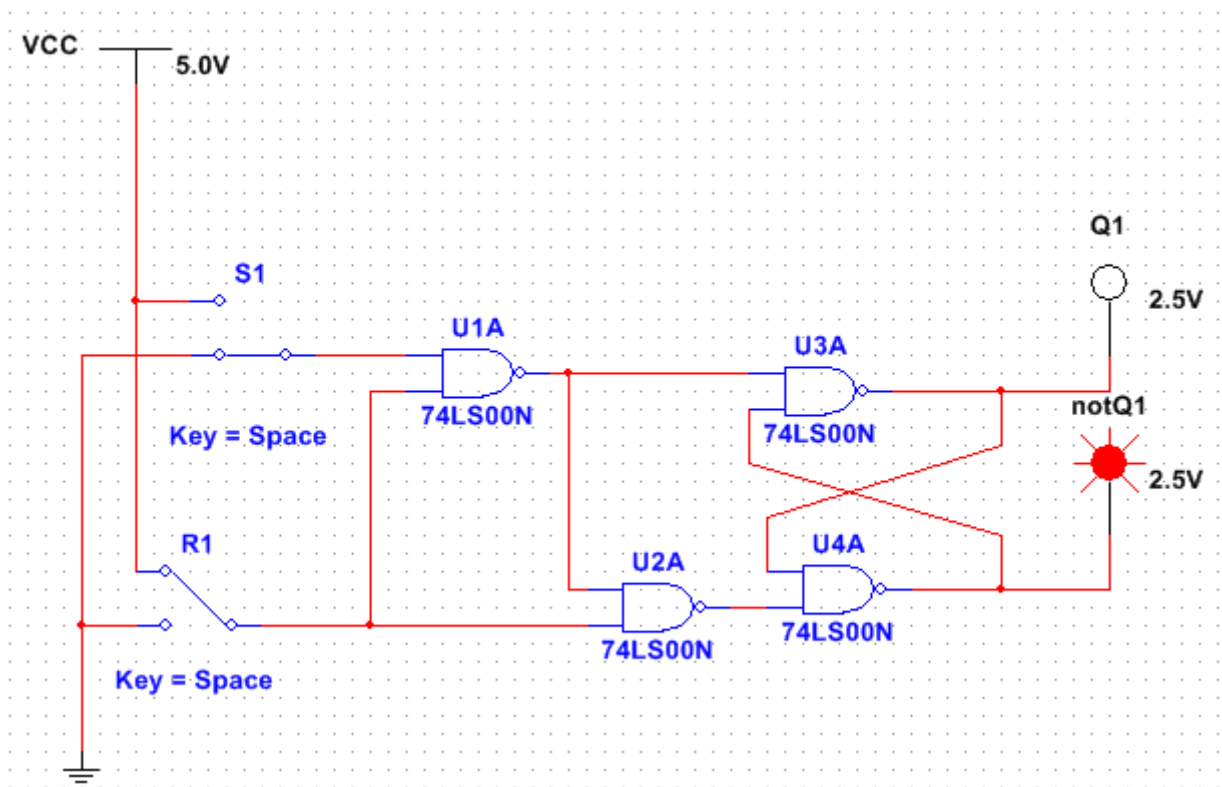 VCC
5.0V
Q1
S1
2.5V
U1A
U3A
74LS00N
notQ1
Key = Space
74LS00N
2.5V
R1
U2A
U4A
74LS00N
74LS00N
Key = Space